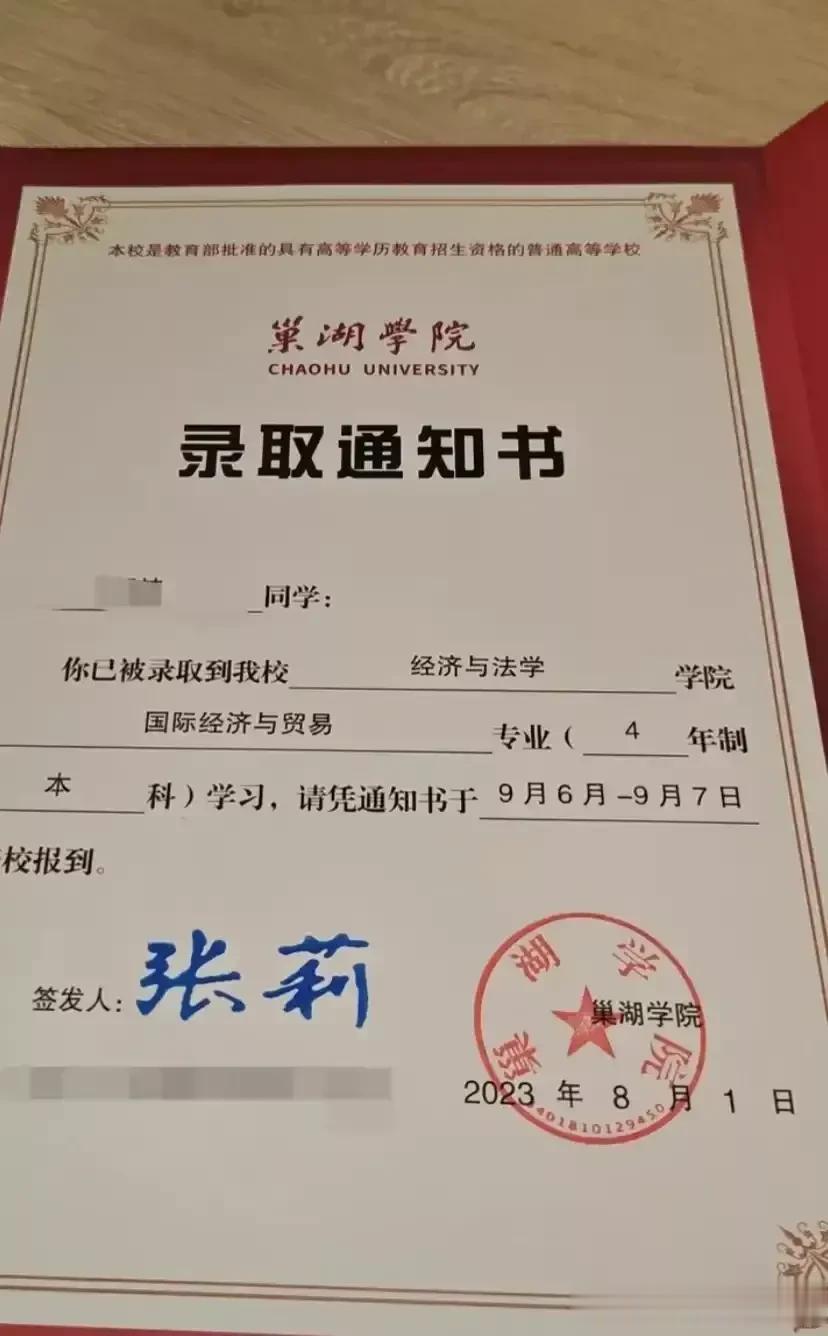 本校是教育部批准的具有高等学历教育招生资格的普通高等学校
巢湖學院
CHAOHU UNIVERSITY
录取通知书
同学:
你已被录取到我校 经济与法学 学院
国际经济与贸易 专业( 4 年制
本 科)学习,请凭通知书于 9月6月-9月7日
校报到。
签发人: 张莉
巢湖学院
巢湖学院
2023 年 8 月 1 日
3401810129450